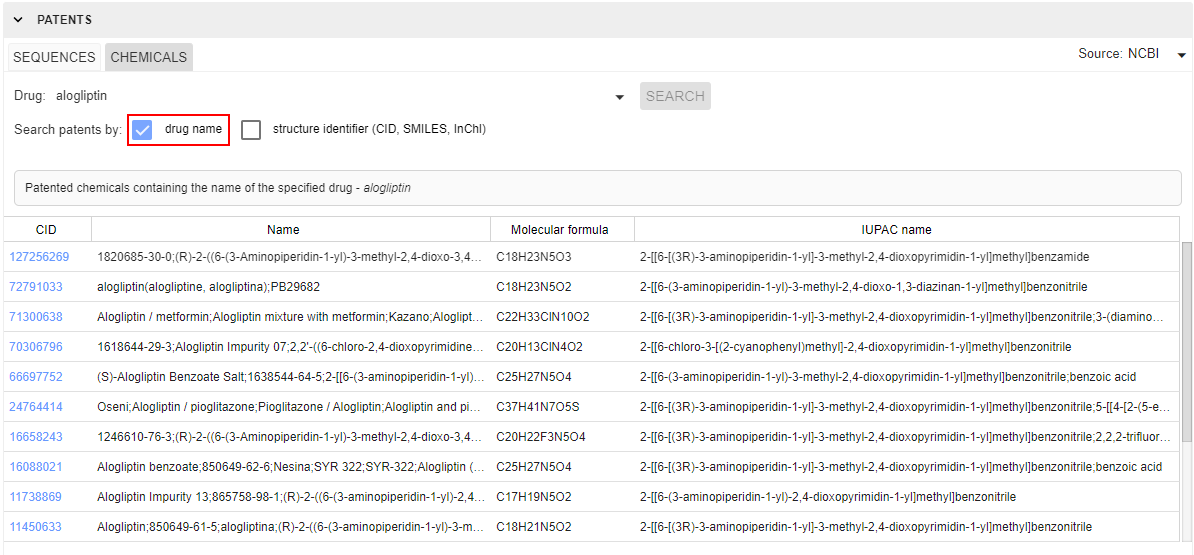 PATENTS
SEQUENCES CHEMICALS Source: NCBI
Drug: alogliptin SEARCH
Search patents by: drug name structure identifier (CID, SMILES, InChI)
Patented chemicals containing the name of the specified drug - alogliptin
CID Name Molecular formula IUPAC name
127256269 1820685-30-0;(R)-2-((6-(3-Aminopiperidin-1-yl)-3-methyl-2,4-dioxo-3,4... C18H23N5O3 2-[[6-[(3R)-3-aminopiperidin-1-yl]-3-methyl-2,4-dioxopyrimidin-1-yl]methyl]benzamide
72791033 alogliptin(alogliptine, alogliptina);PB29682 C18H23N5O2 2-[[6-(3-aminopiperidin-1-yl)-3-methyl-2,4-dioxo-1,3-diazinan-1-yl]methyl]benzonitrile
71300638 Alogliptin / metformin;Alogliptin mixture with metformin;Kazano;Aloglipt... C22H33ClN10O2 2-[[6-[(3R)-3-aminopiperidin-1-yl]-3-methyl-2,4-dioxopyrimidin-1-yl]methyl]benzonitrile;3-(diamino...
70306796 1618644-29-3;Alogliptin Impurity 07;2,2'-((6-chloro-2,4-dioxopyrimidine... C20H13ClN4O2 2-[[6-chloro-3-[(2-cyanophenyl)methyl]-2,4-dioxopyrimidin-1-yl]methyl]benzonitrile
66697752 (S)-Alogliptin Benzoate Salt;1638544-64-5;2-[[6-(3-aminopiperidin-1-yl)... C25H27N5O4 2-[[6-(3-aminopiperidin-1-yl)-3-methyl-2,4-dioxopyrimidin-1-yl]methyl]benzonitrile;benzoic acid
24764414 Oseni;Alogliptin / pioglitazone;Pioglitazone / Alogliptin;Alogliptin and pi... C37H41N7O5S 2-[[6-[(3R)-3-aminopiperidin-1-yl]-3-methyl-2,4-dioxopyrimidin-1-yl]methyl]benzonitrile;5-[[4-[2-(5-e...
16658243 1246610-76-3;(R)-2-((6-(3-Aminopiperidin-1-yl)-3-methyl-2,4-dioxo-3,4... C20H22F3N5O4 2-[[6-[(3R)-3-aminopiperidin-1-yl]-3-methyl-2,4-dioxopyrimidin-1-yl]methyl]benzonitrile;2,2,2-trifluor...
16088021 Alogliptin benzoate;850649-62-6;Nesina;SYR 322;SYR-322;Alogliptin (... C25H27N5O4 2-[[6-[(3R)-3-aminopiperidin-1-yl]-3-methyl-2,4-dioxopyrimidin-1-yl]methyl]benzonitrile;benzoic acid
11738869 Alogliptin Impurity 13;865758-98-1;(R)-2-((6-(3-aminopiperidin-1-yl)-2,4... C17H19N5O2 2-[[6-(3-aminopiperidin-1-yl)-2,4-dioxopyrimidin-1-yl]methyl]benzonitrile
11450633 Alogliptin;850649-61-5;alogliptina;(R)-2-((6-(3-aminopiperidin-1-yl)-3-m... C18H21N5O2 2-[[6-[(3R)-3-aminopiperidin-1-yl]-3-methyl-2,4-dioxopyrimidin-1-yl]methyl]benzonitrile